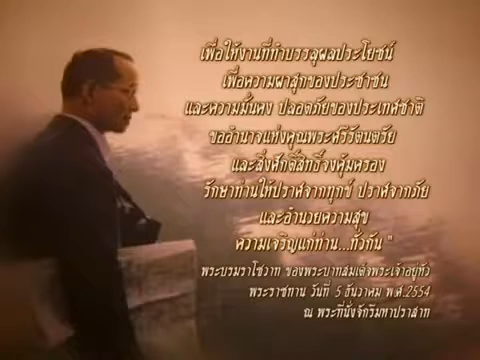 เพื่อให้งานที่ทำบรรลุผลประโยชน์
เพื่อความผาสุกของประชาชน
และความมั่นคง ปลอดภัยของประเทศชาติ
ขออำนาจแห่งคุณพระศรีรัตนตรัย
และสิ่งศักดิ์สิทธิ์จงคุ้มครอง
รักษาท่านให้ปราศจากทุกข์ ปราศจากภัย
และอำนวยความสุข
ความเจริญแก่ท่าน...ทั่วกัน "
พระบรมราโชวาท ของพระบาทสมเด็จพระเจ้าอยู่หัว
พระราชทาน วันที่ 5 ธันวาคม พ.ศ.2554
ณ พระที่นั่งจักรีมหาปราสาท